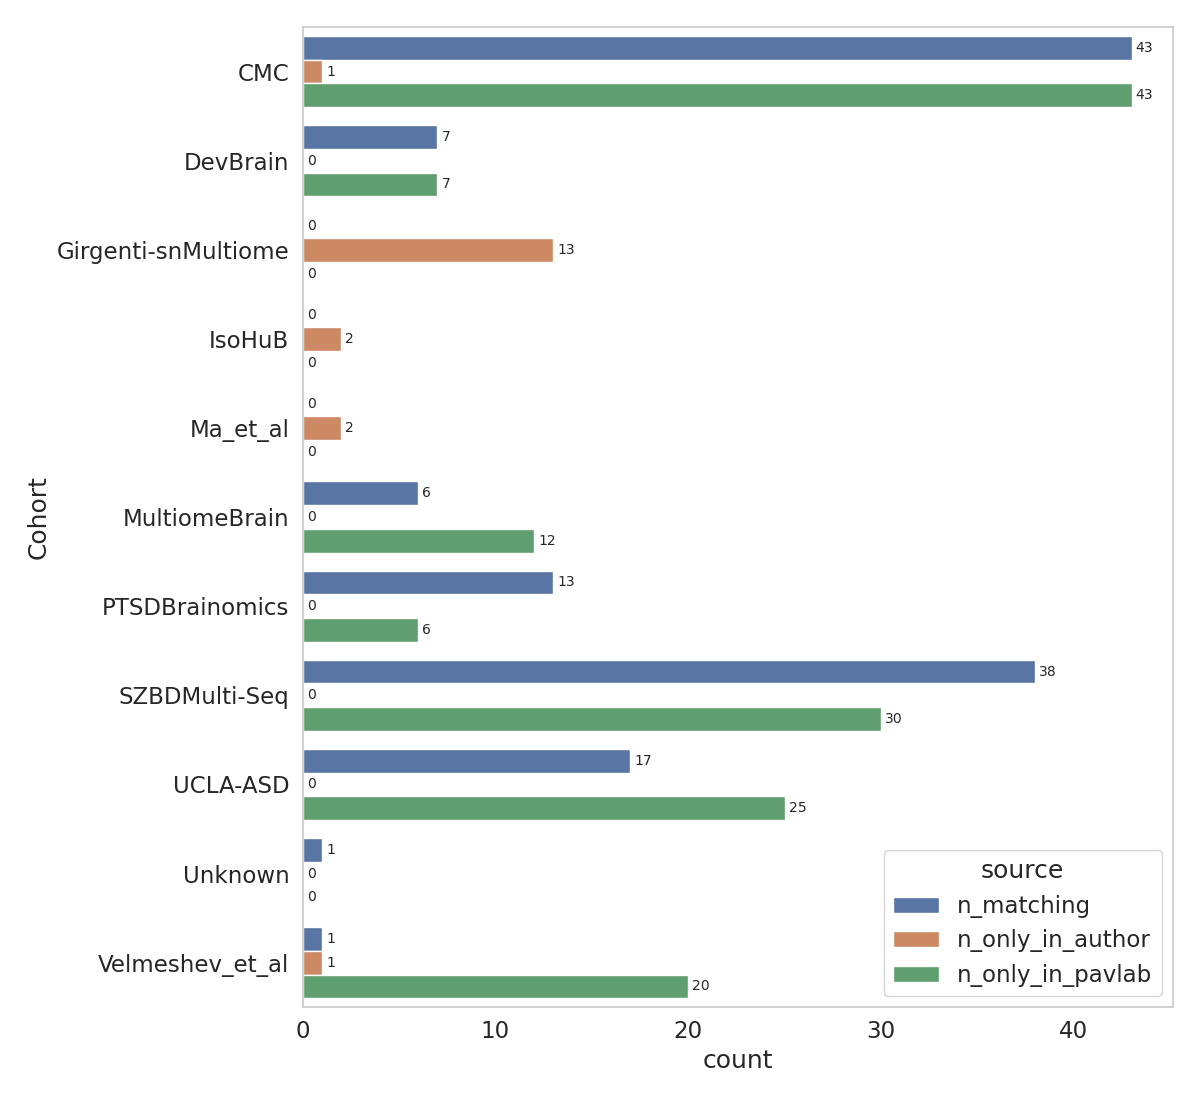 CMC
43
1
43
DevBrain
7
0
7
Girgenti-snMultiome
0
13
0
IsoHuB
0
2
0
Ma_et_al
0
2
0
MultiomeBrain
6
0
12
PTSDBrainomics
13
0
6
SZBDMulti-Seq
38
0
30
UCLA-ASD
17
0
25
Unknown
1
0
0
Velmeshev_et_al
1
1
20
Cohort
0 10 20 30 40
count
source
n_matching
n_only_in_author
n_only_in_pavlab